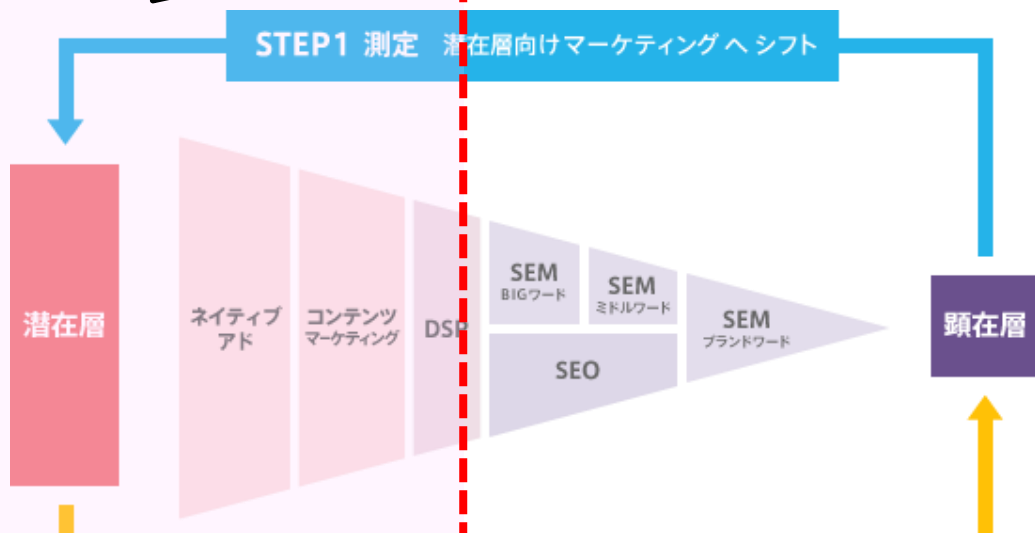 STEP1 測定 潜在層向けマーケティング へ シフト
潜在層
ネイティブ
アド
コンテンツ
マーケティング
DSP
SEM
BIGワード
SEM
ミドルワード
SEO
SEM
ブランドワード
顕在層